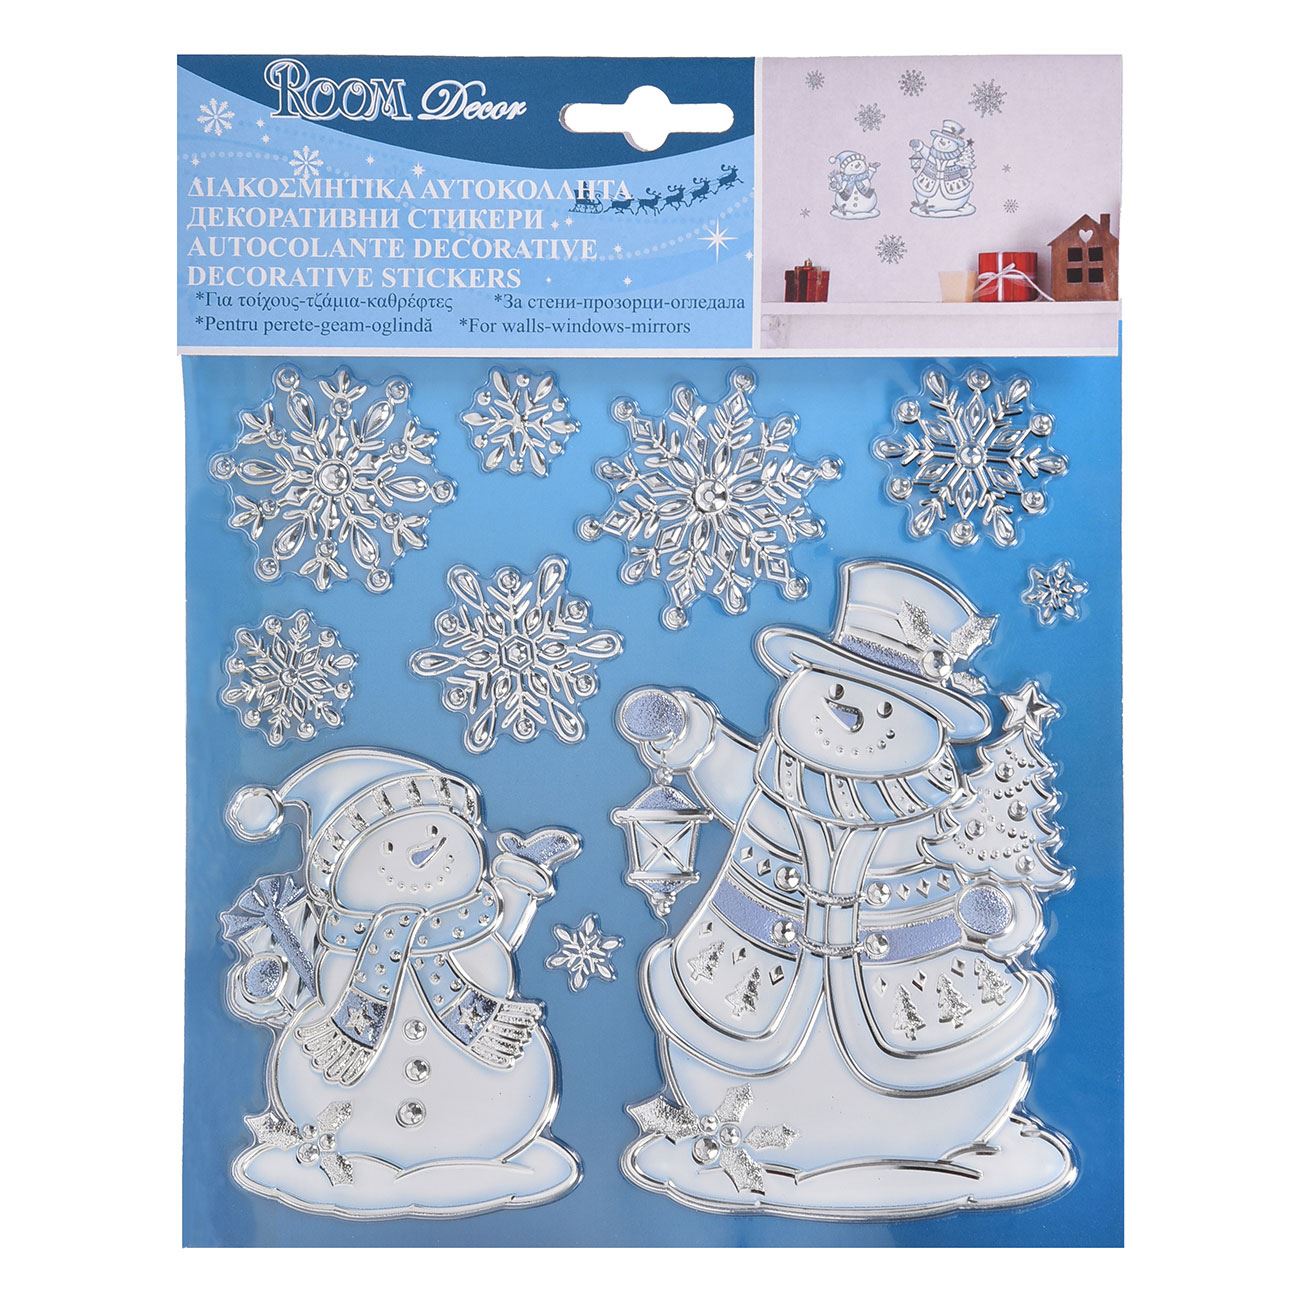 ROOM Decor
ΔΙΑΚΟΣΜΗΤΙΚΑ ΑΥΤΟΚΟΛΛΗΤΑ
ДЕКОРАТИВНИ СТИКЕРИ
AUTOCOLANTE DECORATIVE
DECORATIVE STICKERS
*Για τοίχους-τζάμια-καθρέφτες *За стени-прозорци-огледала
*Pentru perete-geam-oglindă *For walls-windows-mirrors